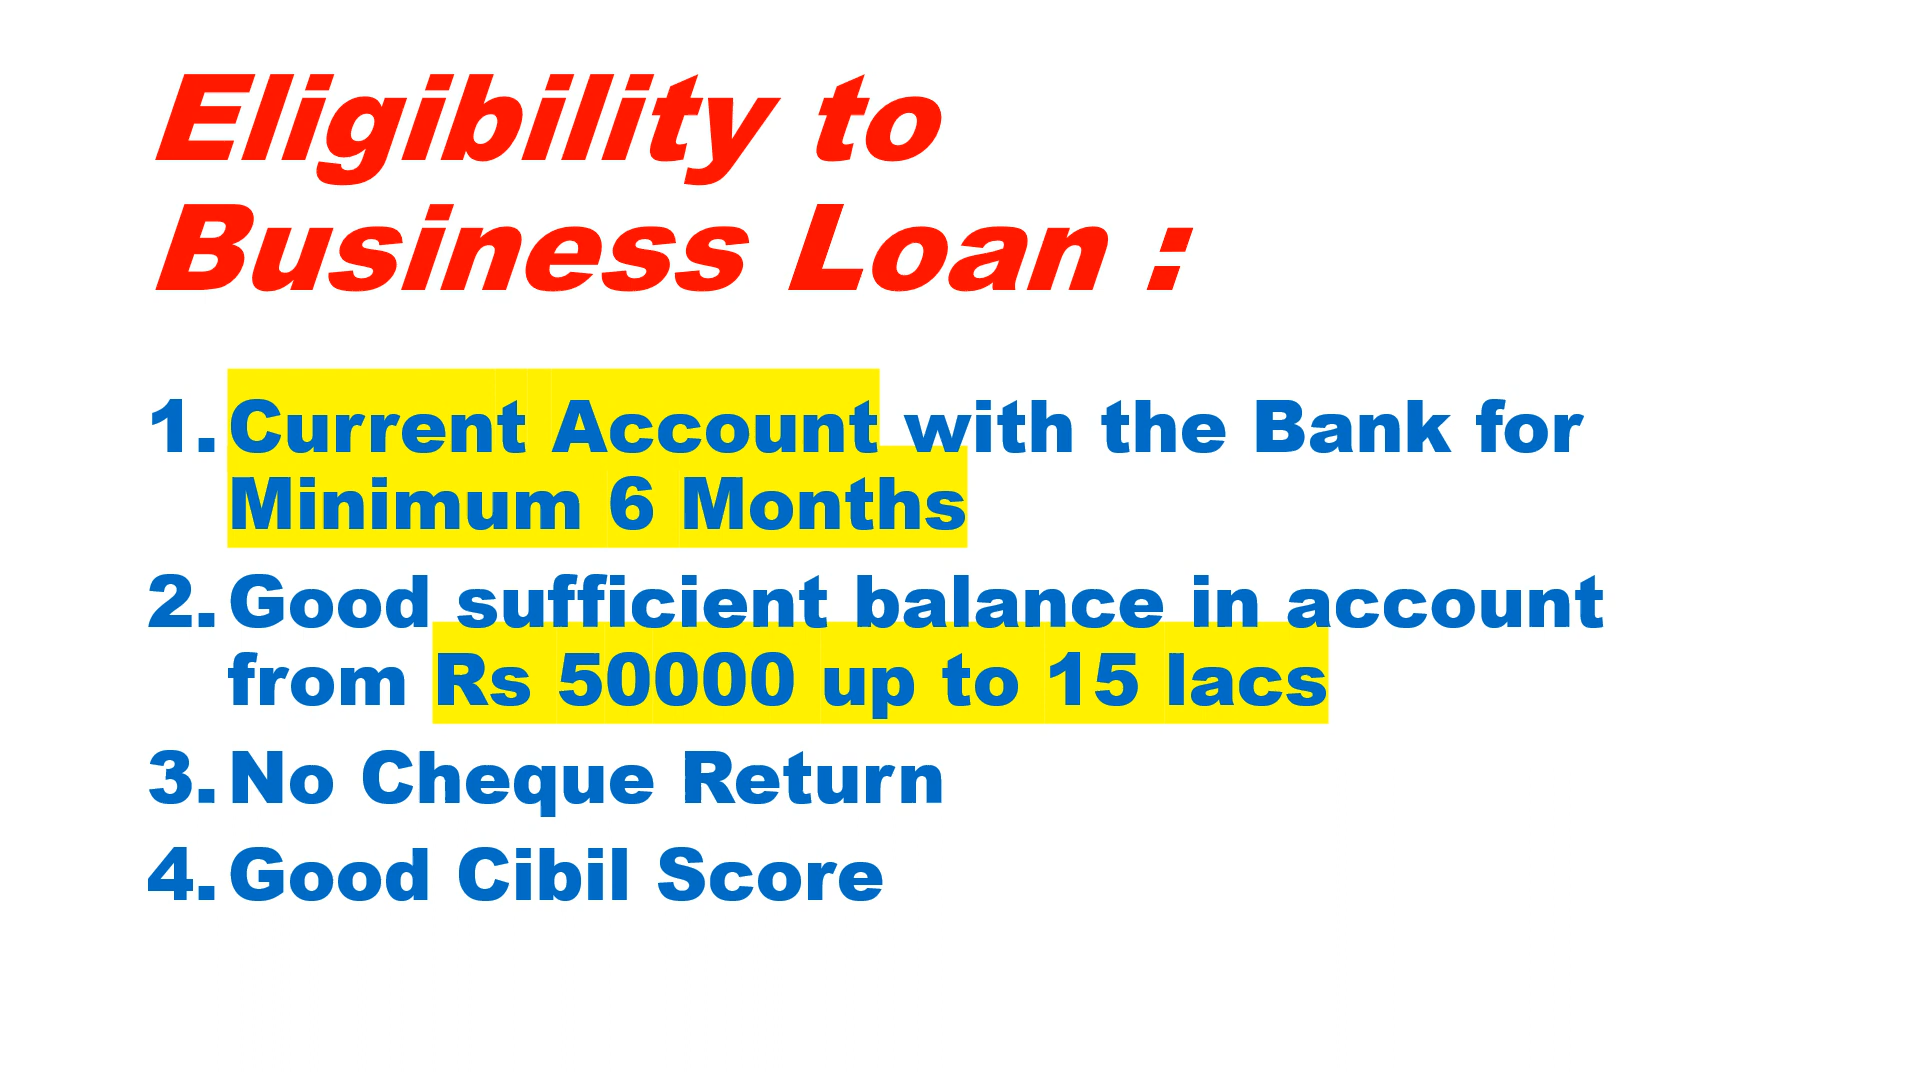 Eligibility to
Business Loan :
1. Current Account with the Bank for
Minimum 6 Months
2. Good sufficient balance in account
from Rs 50000 up to 15 lacs
3. No Cheque Return
4. Good Cibil Score